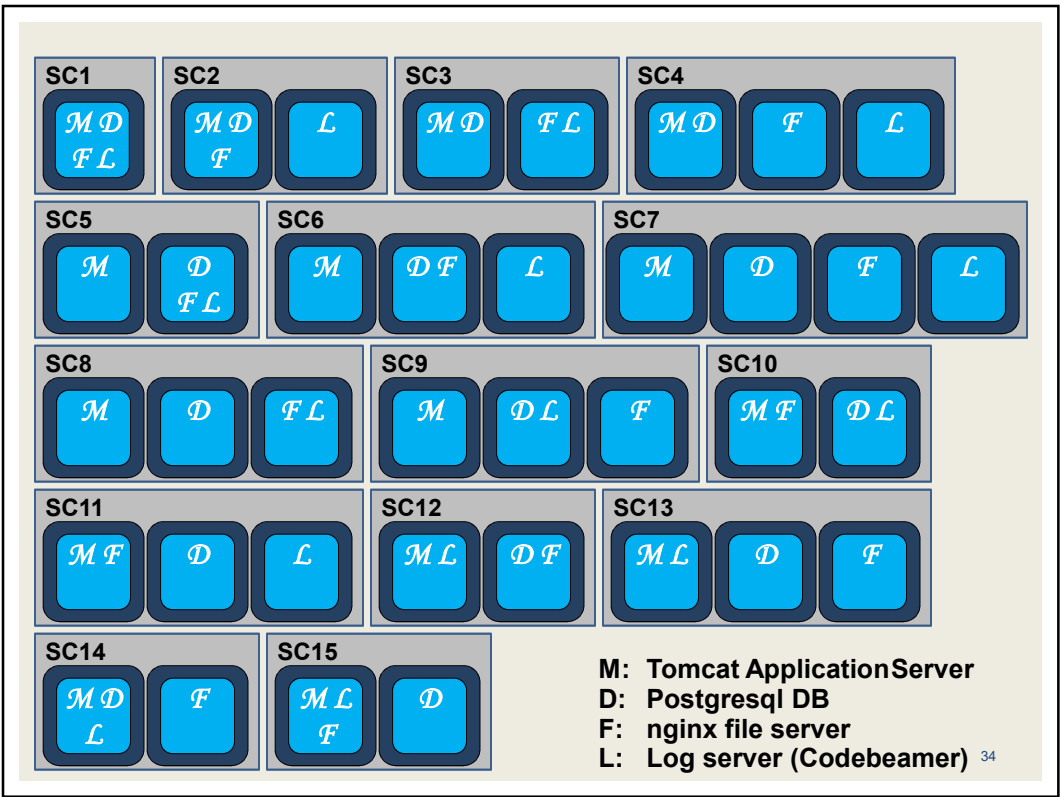 SC1 SC2 SC3 SC4
M D M D L M D F L M D F L
F L F
SC5 SC6 SC7
M D M D F L M D F L
F L
SC8 SC9 SC10
M D F L M D L F M F D L
SC11 SC12 SC13
M F D L M L D F M L D F
SC14 SC15
M D F M L D
L F
M: Tomcat ApplicationServer
D: Postgresql DB
F: nginx file server
L: Log server (Codebeamer) 34